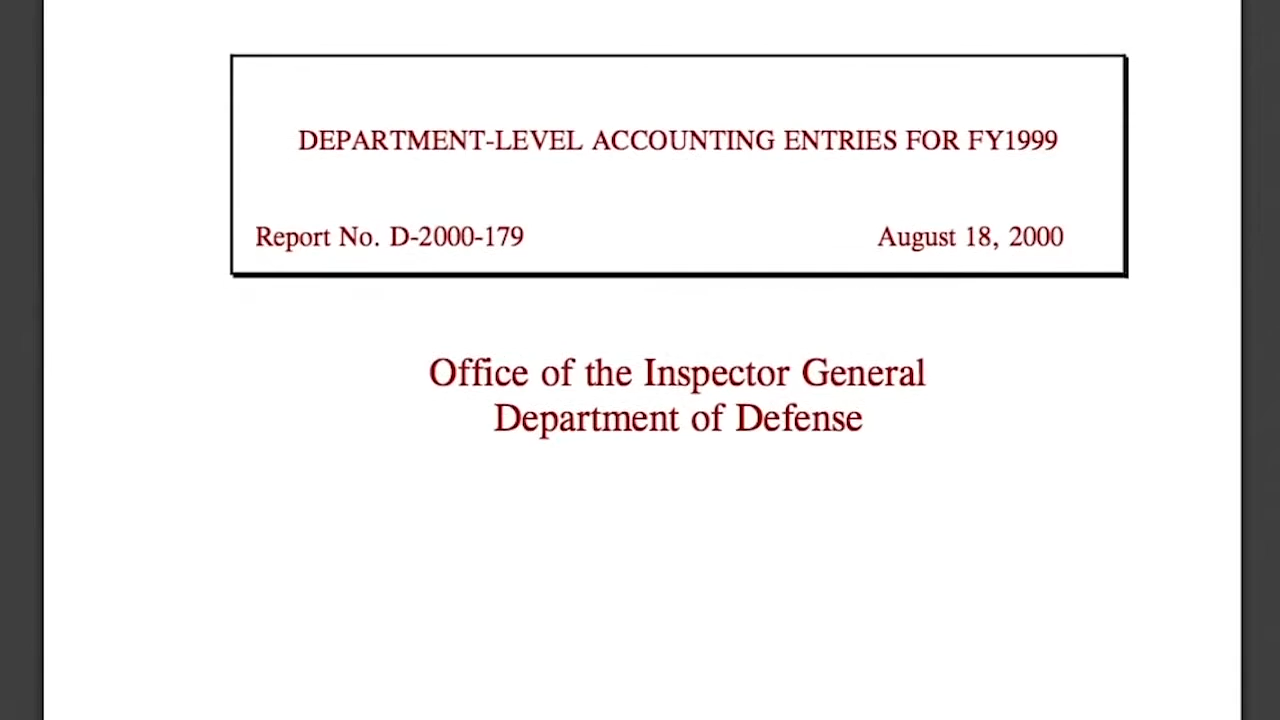 DEPARTMENT-LEVEL ACCOUNTING ENTRIES FOR FY1999
Report No. D-2000-179 August 18, 2000
Office of the Inspector General
Department of Defense